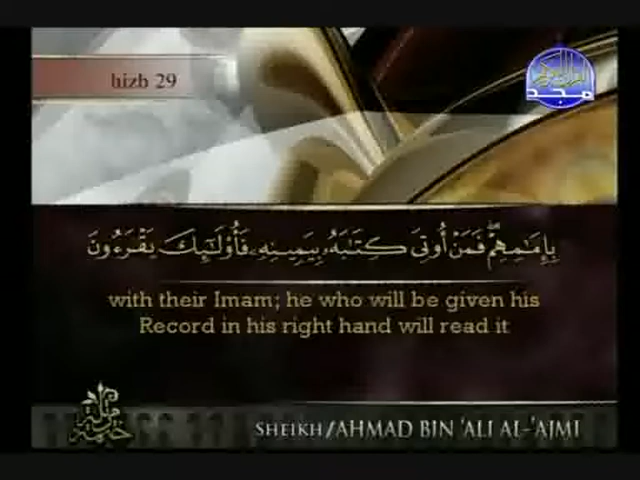 hizb 29
مجد
بِإِمَٰمِهِمْ ۖ فَمَنْ أُوتِىَ كِتَٰبَهُۥ بِيَمِينِهِۦ فَأُو۟لَٰٓئِكَ يَقْرَءُونَ
with their Imam; he who will be given his
Record in his right hand will read it
SHEIKH/AHMAD BIN 'ALI AL-'AJMI